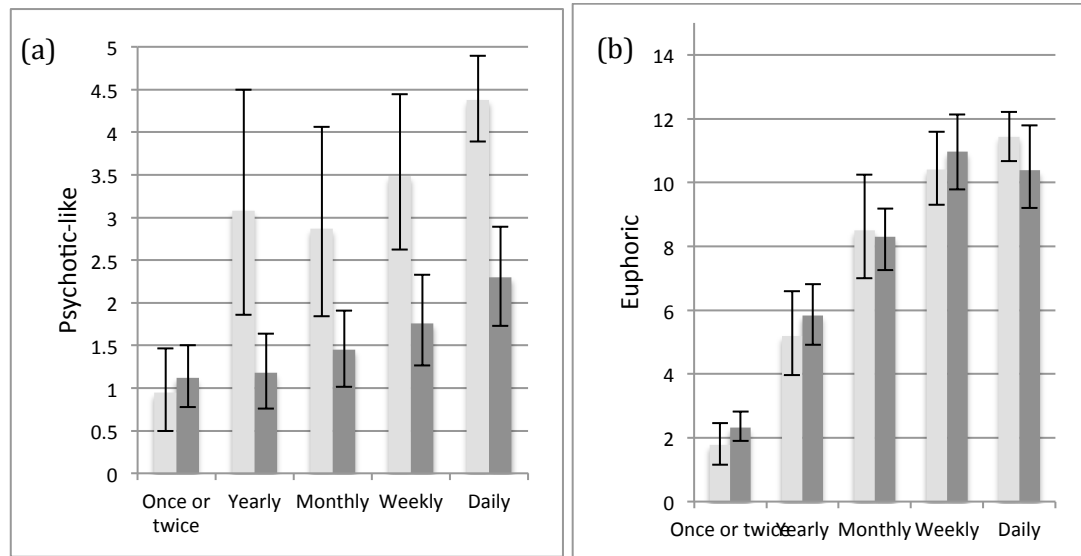 (a)
Psychotic-like
5
4.5
4
3.5
3
2.5
2
1.5
1
0.5
0
Once or twice
Yearly
Monthly
Weekly
Daily
(b)
Euphoric
14
12
10
8
6
4
2
0
Once or twice
Yearly
Monthly
Weekly
Daily